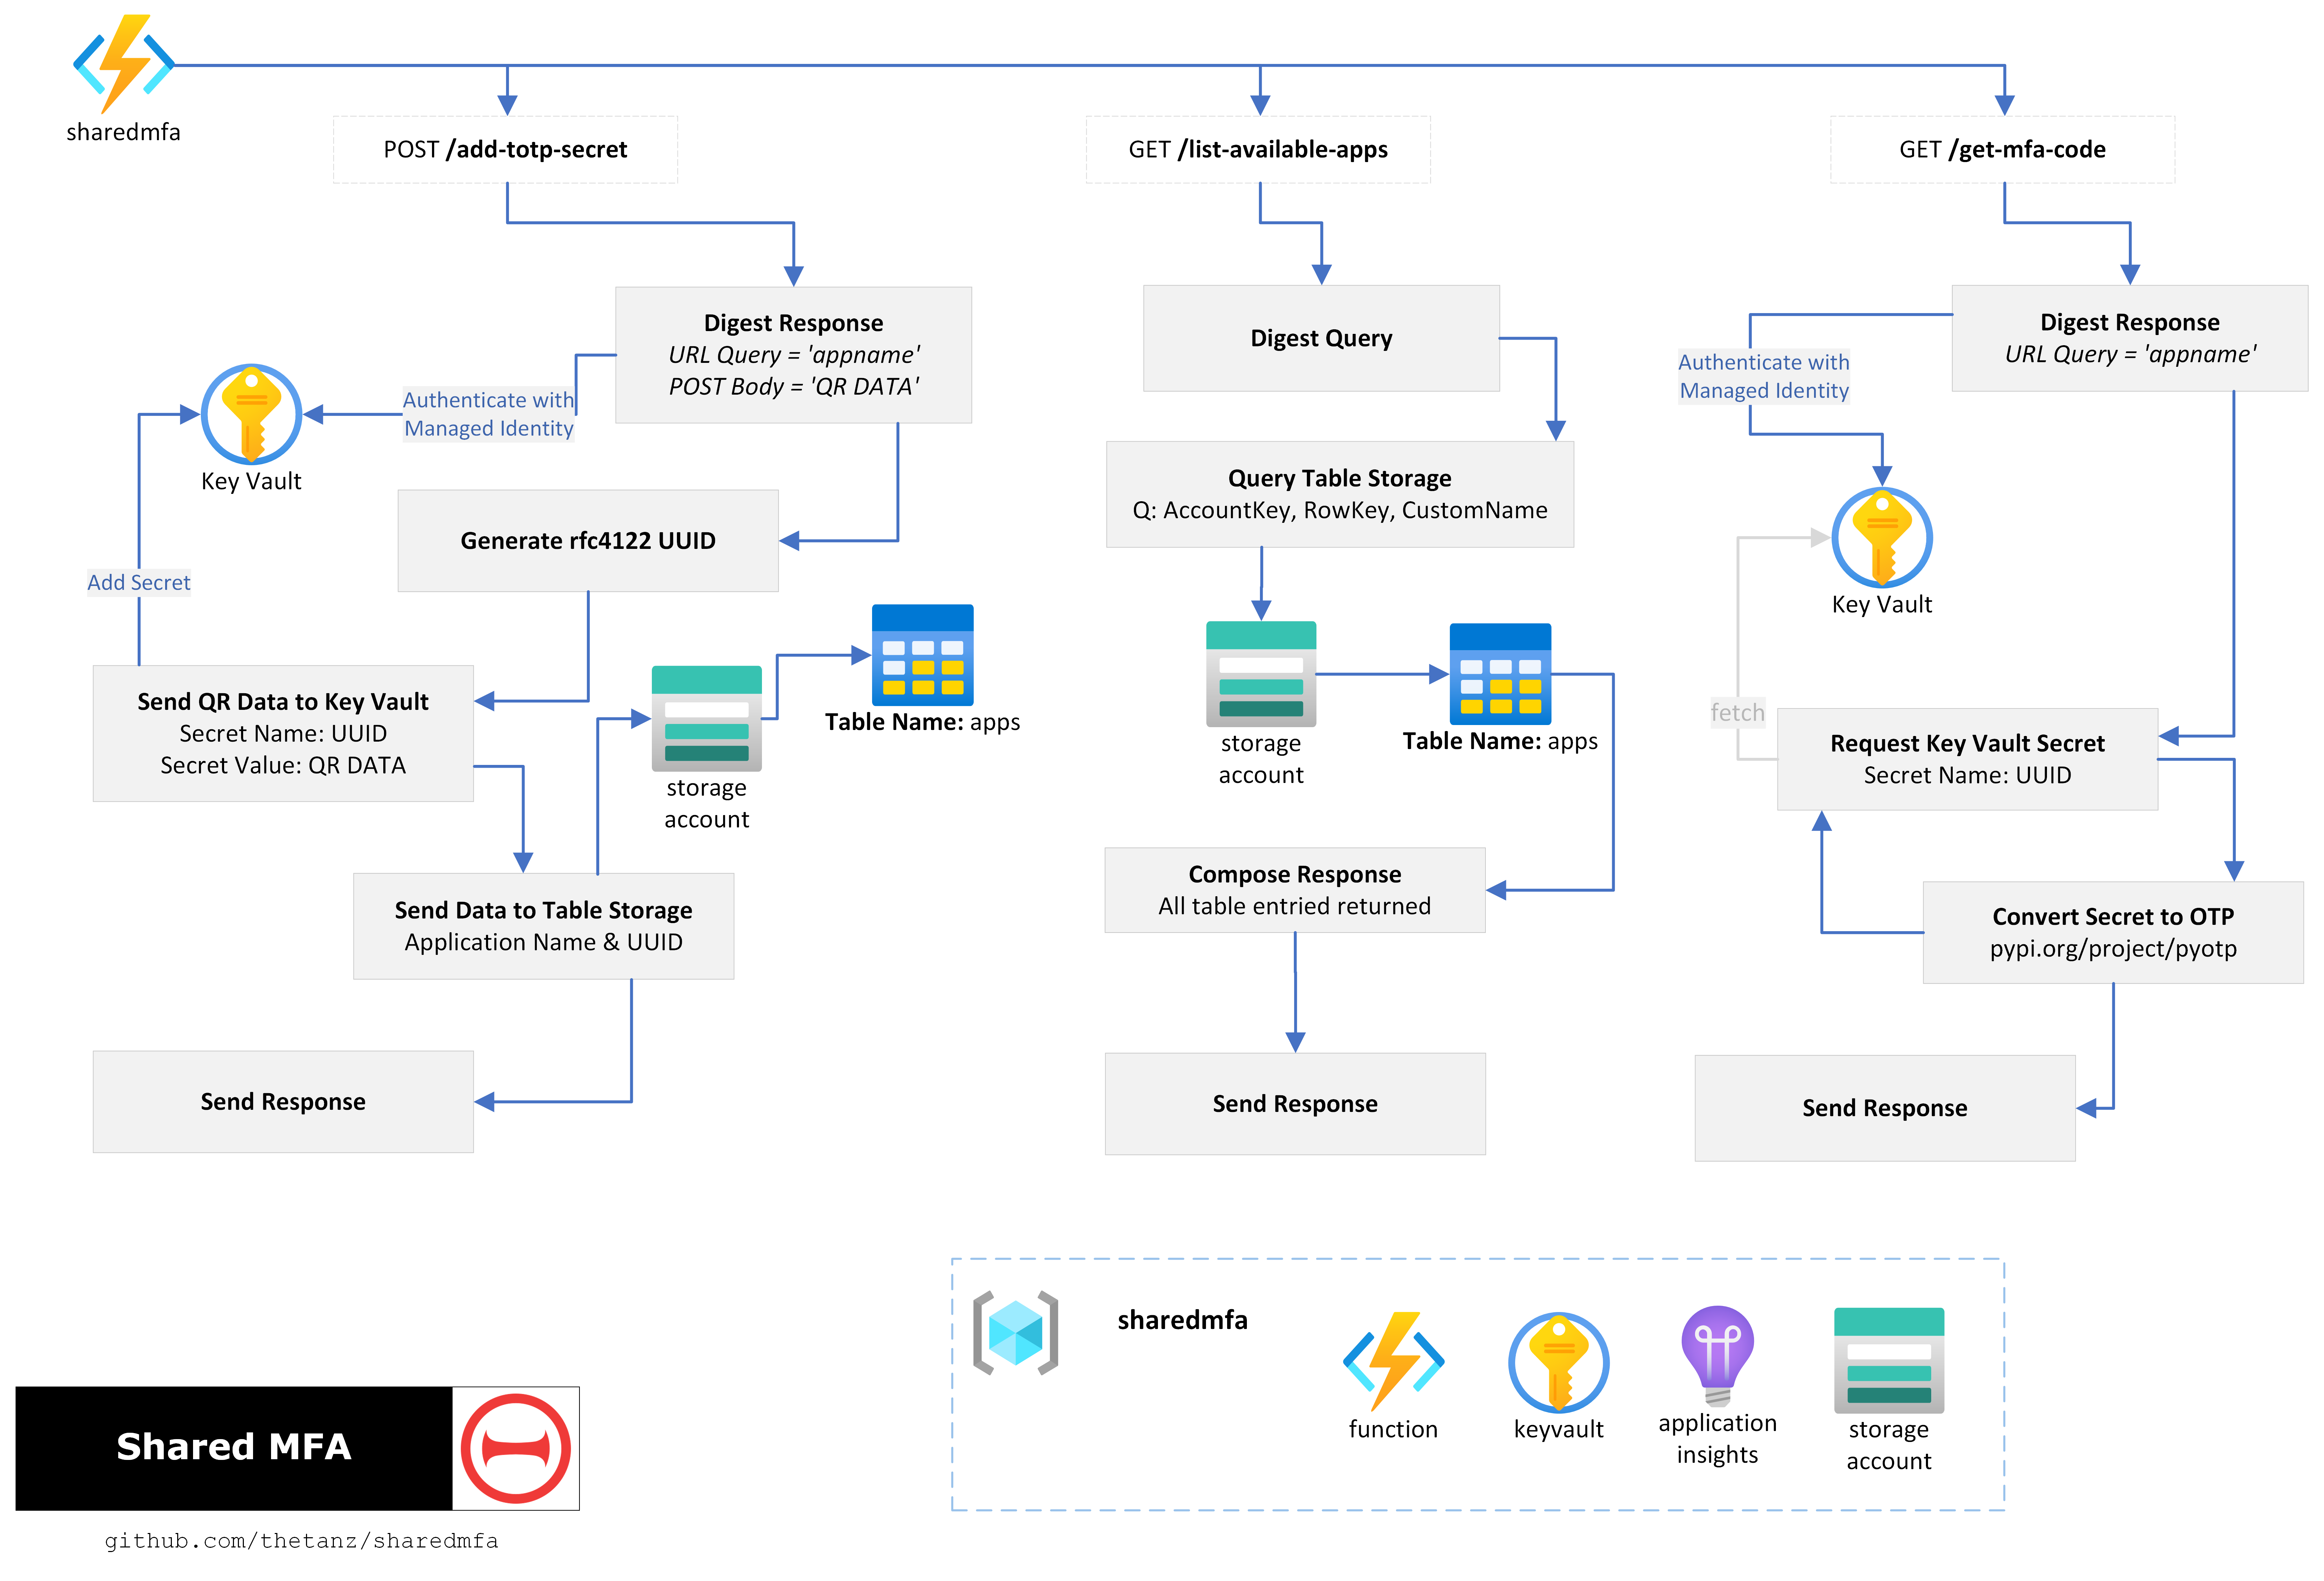 sharedmfa
POST /add-totp-secret
GET /list-available-apps
GET /get-mfa-code
Digest Response
URL Query = 'appname'
POST Body = 'QR DATA'
Authenticate with
Managed Identity
Key Vault
Generate rfc4122 UUID
Add Secret
Send QR Data to Key Vault
Secret Name: UUID
Secret Value: QR DATA
storage
account
Table Name: apps
Send Data to Table Storage
Application Name & UUID
Send Response
Digest Query
Query Table Storage
Q: AccountKey, RowKey, CustomName
storage
account
Table Name: apps
Compose Response
All table entried returned
Send Response
Digest Response
URL Query = 'appname'
Authenticate with
Managed Identity
Key Vault
fetch
Request Key Vault Secret
Secret Name: UUID
Convert Secret to OTP
pypi.org/project/pyotp
Send Response
sharedmfa
function
keyvault
application
insights
storage
account
Shared MFA
github.com/thetanz/sharedmfa